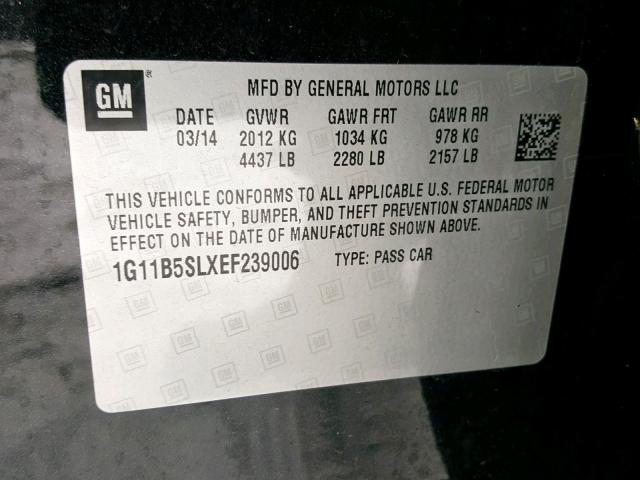 GM ®
MFD BY GENERAL MOTORS LLC
DATE GVWR GAWR FRT GAWR RR
03/14 2012 KG 1034 KG 978 KG
4437 LB 2280 LB 2157 LB
THIS VEHICLE CONFORMS TO ALL APPLICABLE U.S. FEDERAL MOTOR
VEHICLE SAFETY, BUMPER, AND THEFT PREVENTION STANDARDS IN
EFFECT ON THE DATE OF MANUFACTURE SHOWN ABOVE.
1G11B5SLXEF239006 TYPE: PASS CAR